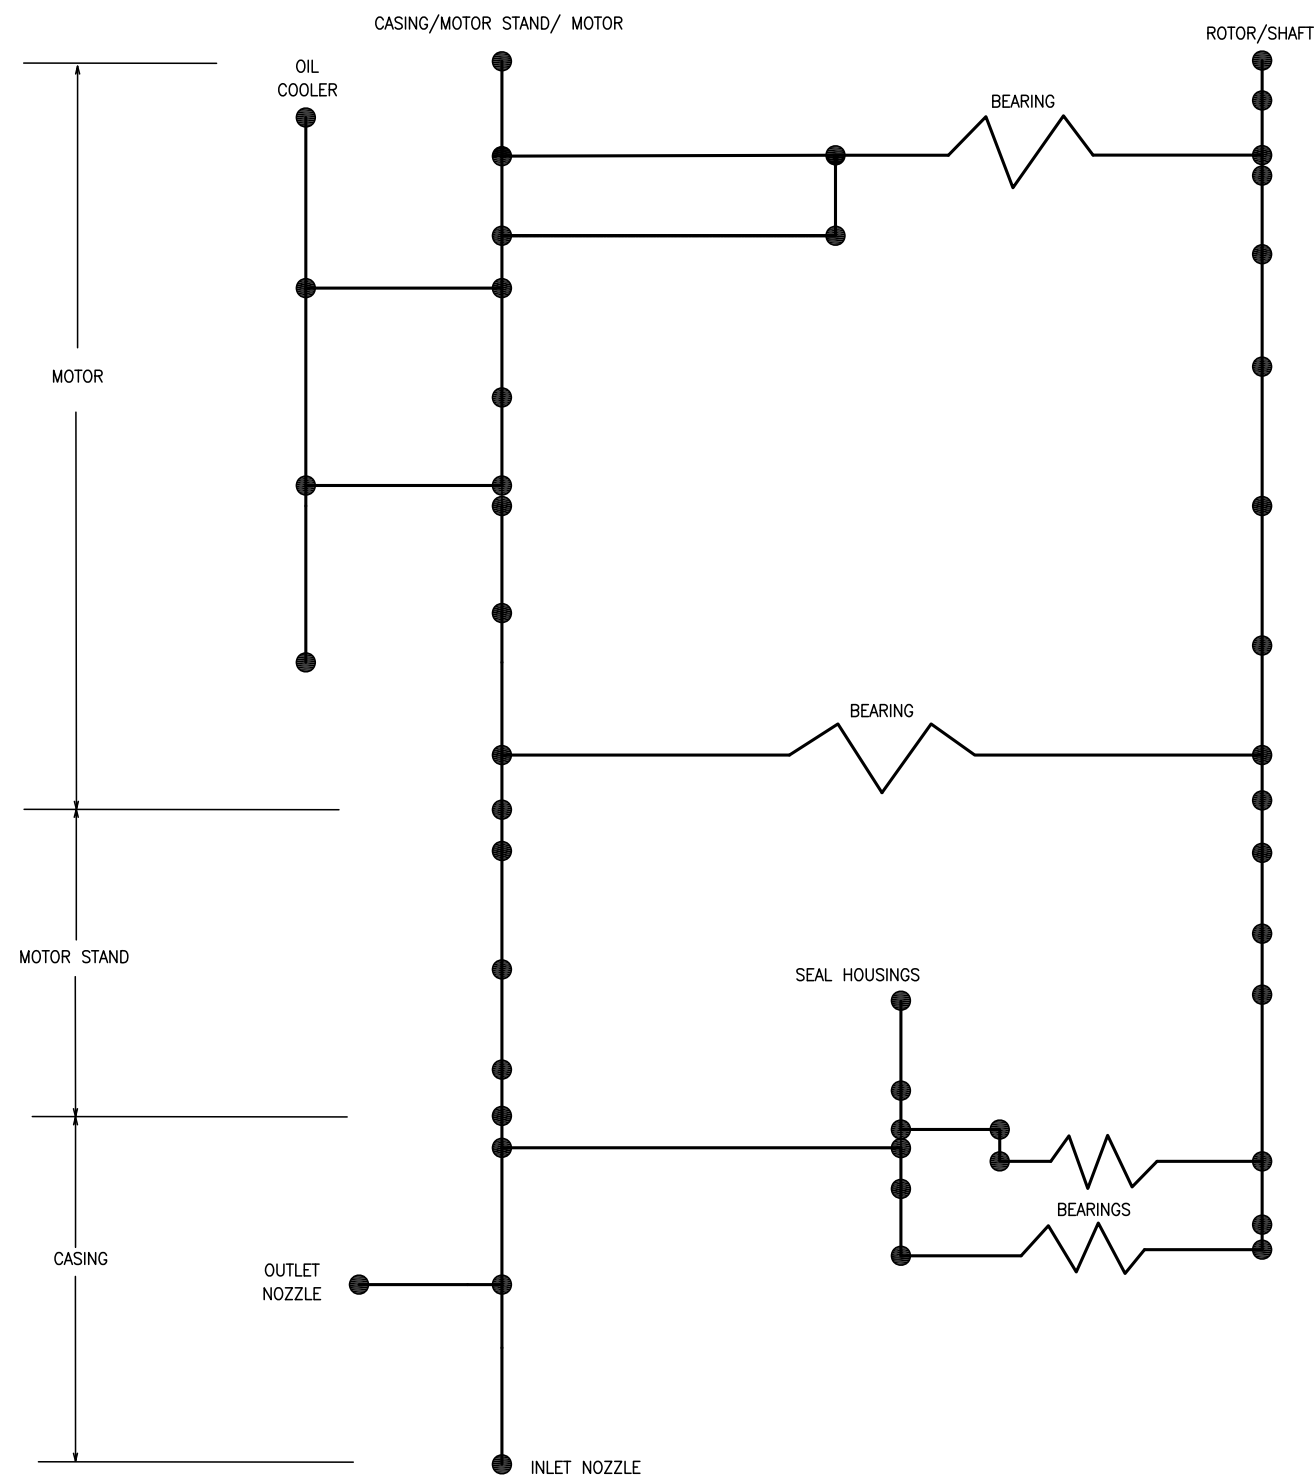 CASING/MOTOR STAND/ MOTOR
ROTOR/SHAFT
OIL
COOLER
BEARING
MOTOR
BEARING
MOTOR STAND
SEAL HOUSINGS
BEARINGS
CASING
OUTLET
NOZZLE
INLET NOZZLE